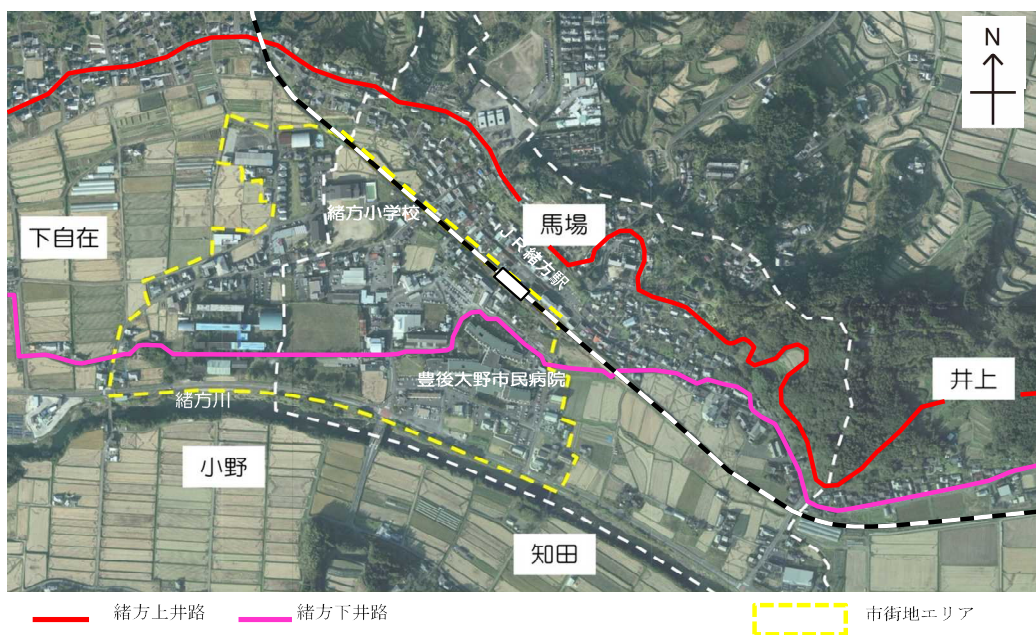 N
緒方小学校
馬場
下自在
JR緒方駅
豊後大野市民病院
井上
緒方川
小野
知田
緒方上井路
緒方下井路
市街地エリア